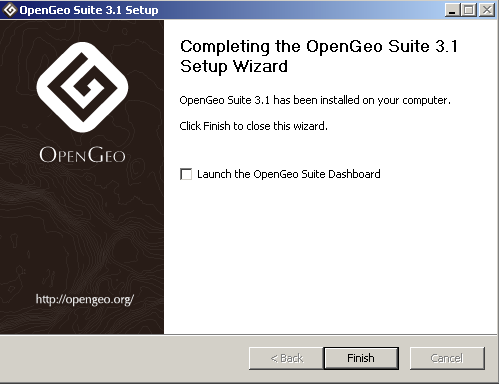 OpenGeo Suite 3.1 Setup
Completing the OpenGeo Suite 3.1
Setup Wizard
OpenGeo Suite 3.1 has been installed on your computer.
Click Finish to close this wizard.
OPENGEO
Launch the OpenGeo Suite Dashboard
http://opengeo.org/
< Back
Finish
Cancel